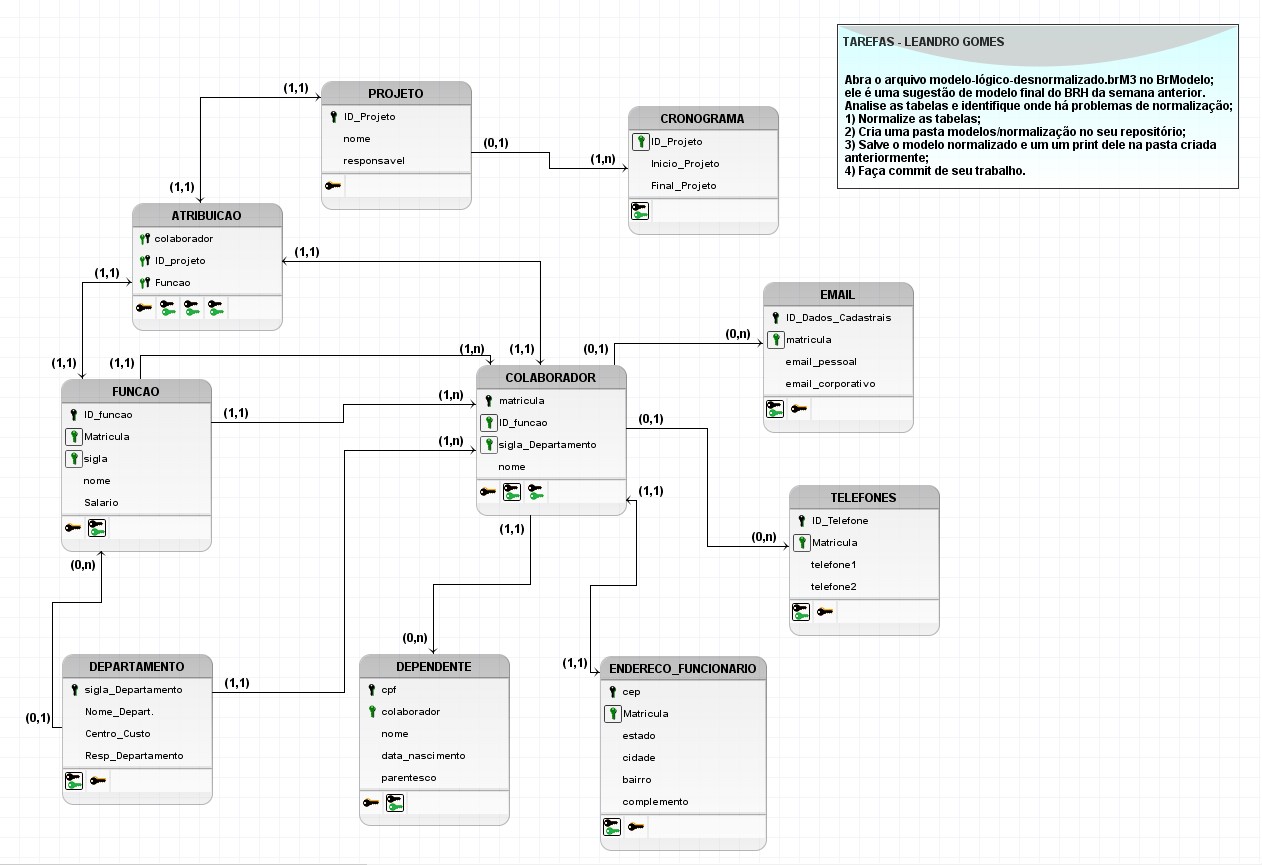 TAREFAS - LEANDRO GOMES
Abra o arquivo modelo-lógico-desnormalizado.brM3 no BrModelo;
ele é uma sugestão de modelo final do BRH da semana anterior.
Analise as tabelas e identifique onde há problemas de normalização;
1) Normalize as tabelas;
2) Cria uma pasta modelos/normalização no seu repositório;
3) Salve o modelo normalizado e um um print dele na pasta criada
anteriormente;
4) Faça commit de seu trabalho.
(1,1)
PROJETO
ID_Projeto
nome
responsavel
(0,1)
(1,n)
CRONOGRAMA
ID_Projeto
Inicio_Projeto
Final_Projeto
(1,1)
ATRIBUICAO
colaborador
ID_projeto
Funcao
(1,1)
(1,1)
(1,1)
(1,1)
(1,n)
(1,1)
(0,1)
(0,n)
EMAIL
ID_Dados_Cadastrais
matricula
email_pessoal
email_corporativo
FUNCAO
ID_funcao
Matricula
sigla
nome
Salario
(1,1)
(1,n)
(1,n)
COLABORADOR
matricula
ID_funcao
sigla_Departamento
nome
(0,1)
(1,1)
(1,1)
(0,n)
TELEFONES
ID_Telefone
Matricula
telefone1
telefone2
(0,n)
(0,1)
DEPARTAMENTO
sigla_Departamento
Nome_Depart.
Centro_Custo
Resp_Departamento
(1,1)
(0,n)
DEPENDENTE
cpf
colaborador
nome
data_nascimento
parentesco
(1,1)
ENDERECO_FUNCIONARIO
cep
Matricula
estado
cidade
bairro
complemento